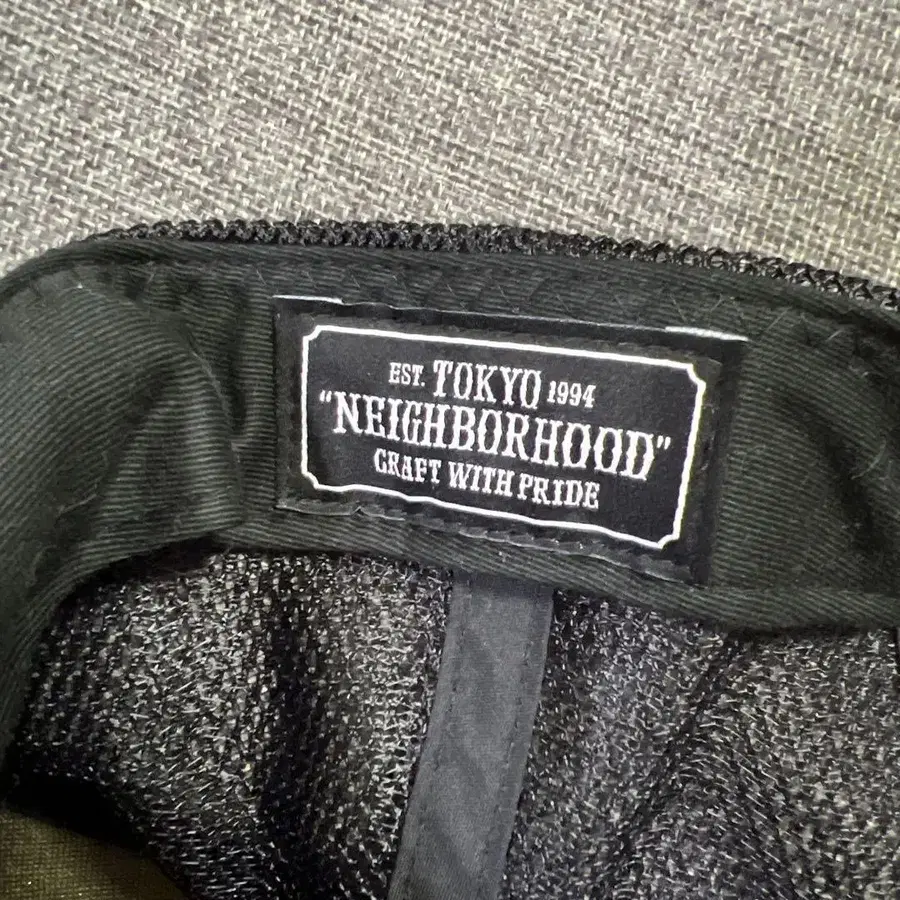 EST. TOKYO 1994
"NEIGHBORHOOD"
CRAFT WITH PRIDE